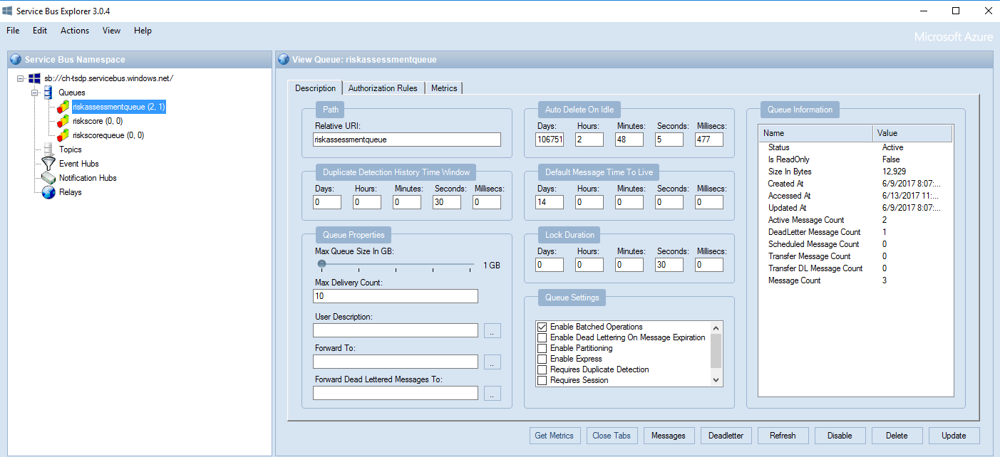 Service Bus Explorer 3.0.4
File Edit Actions View Help
Microsoft Azure
Service Bus Namespace
sb://ch-tsdp.servicebus.windows.net/
Queues
riskassessmentqueue (2, 1)
riskscore (0, 0)
riskscorequeue (0, 0)
Topics
Event Hubs
Notification Hubs
Relays
View Queue: riskassessmentqueue
Description Authorization Rules Metrics
Path
Relative URI:
riskassessmentqueue
Duplicate Detection History Time Window
Days: Hours: Minutes: Seconds: Millisecs:
0 0 0 30 0
Queue Properties
Max Queue Size In GB:
1 GB
Max Delivery Count:
10
User Description:
..
Forward To:
..
Forward Dead Lettered Messages To:
..
Auto Delete On Idle
Days: Hours: Minutes: Seconds: Millisecs:
106751 2 48 5 477
Default Message Time To Live
Days: Hours: Minutes: Seconds: Millisecs:
14 0 0 0 0
Lock Duration
Days: Hours: Minutes: Seconds: Millisecs:
0 0 0 30 0
Queue Settings
Enable Batched Operations
Enable Dead Lettering On Message Expiration
Enable Partitioning
Enable Express
Requires Duplicate Detection
Requires Session
Queue Information
Name Value
Status Active
Is ReadOnly False
Size In Bytes 12,929
Created At 6/9/2017 8:07:...
Accessed At 6/13/2017 11:...
Updated At 6/9/2017 8:07:...
Active Message Count 2
DeadLetter Message Count 1
Scheduled Message Count 0
Transfer Message Count 0
Transfer DL Message Count 0
Message Count 3
Get Metrics Close Tabs Messages Deadletter Refresh Disable Delete Update